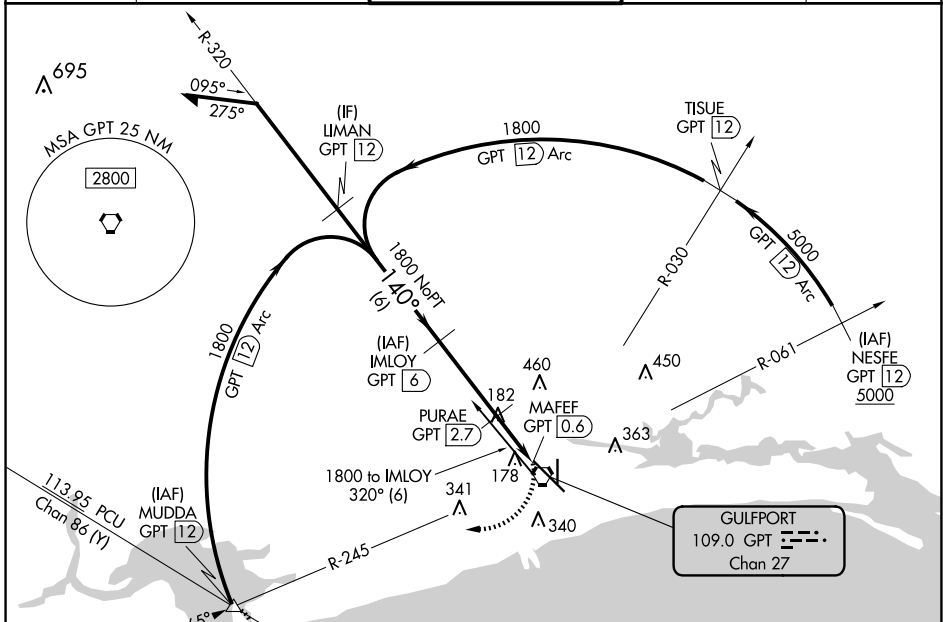 R-320
695
095°
275°
(IF)
LIMAN
GPT 12
TISUE
GPT 12
1800
GPT 12 Arc
MSA GPT 25 NM
2800
5000
GPT 12 Arc
1800 NoPT
140°
(6)
R-030
1800
GPT 12 Arc
(IAF)
IMLOY
GPT 6
R-061
(IAF)
NESFE
GPT 12
5000
460
450
182
PURAE
GPT 2.7
MAFEF
GPT 0.6
363
1800 to IMLOY
320° (6)
178
113.95 PCU
Chan 86 (Y)
(IAF)
MUDDA
GPT 12
341
340
R-245
GULFPORT
109.0 GPT
Chan 27